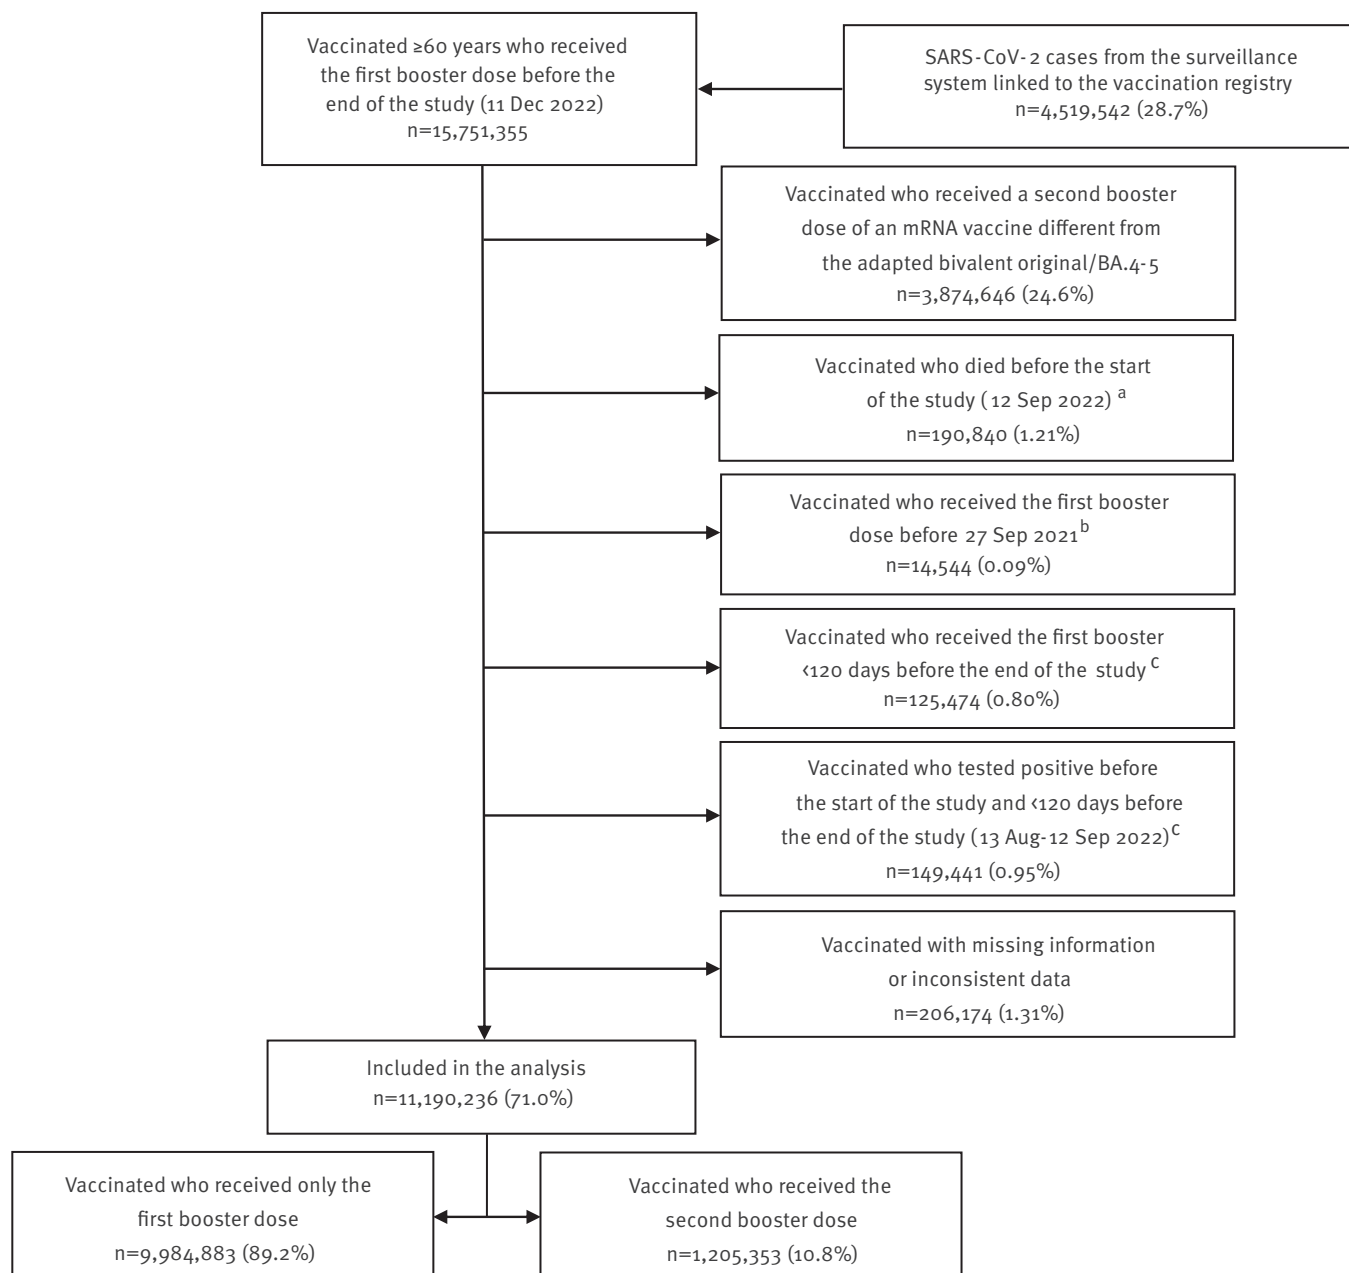 Vaccinated ≥60 years who received
the first booster dose before the
end of the study (11 Dec 2022)
n=15,751,355
SARS-CoV-2 cases from the surveillance
system linked to the vaccination registry
n=4,519,542 (28.7%)
Vaccinated who received a second booster
dose of an mRNA vaccine different from
the adapted bivalent original/BA.4-5
n=3,874,646 (24.6%)
Vaccinated who died before the start
of the study (12 Sep 2022) a
n=190,840 (1.21%)
Vaccinated who received the first booster
dose before 27 Sep 2021 b
n=14,544 (0.09%)
Vaccinated who received the first booster
<120 days before the end of the study c
n=125,474 (0.80%)
Vaccinated who tested positive before
the start of the study and <120 days before
the end of the study (13 Aug-12 Sep 2022) c
n=149,441 (0.95%)
Vaccinated with missing information
or inconsistent data
n=206,174 (1.31%)
Included in the analysis
n=11,190,236 (71.0%)
Vaccinated who received only the
first booster dose
n=9,984,883 (89.2%)
Vaccinated who received the
second booster dose
n=1,205,353 (10.8%)